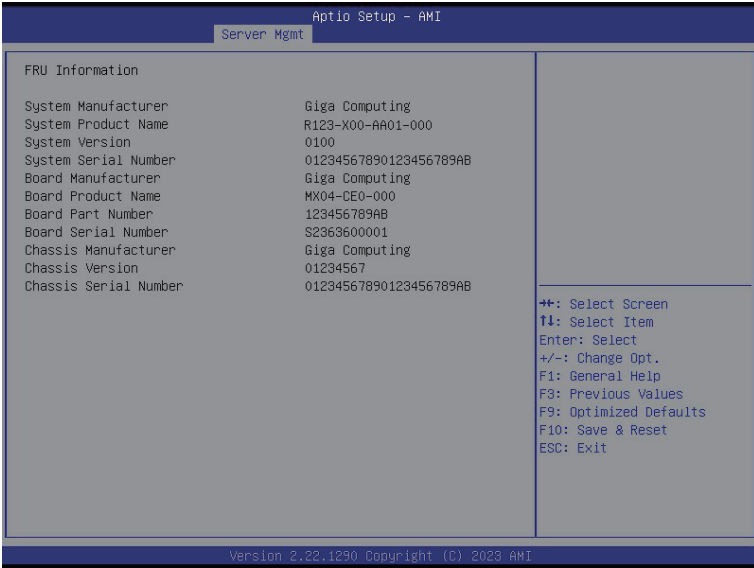 Aptio Setup – AMI
Server Mgmt
FRU Information
System Manufacturer Giga Computing
System Product Name R123-X00-AA01-000
System Version 0100
System Serial Number 01234567890123456789AB
Board Manufacturer Giga Computing
Board Product Name MX04-CE0-000
Board Part Number 123456789AB
Board Serial Number S2363600001
Chassis Manufacturer Giga Computing
Chassis Version 01234567
Chassis Serial Number 01234567890123456789AB
→←: Select Screen
↑↓: Select Item
Enter: Select
+/-: Change Opt.
F1: General Help
F3: Previous Values
F9: Optimized Defaults
F10: Save & Reset
ESC: Exit
Version 2.22.1290 Copyright (C) 2023 AMI